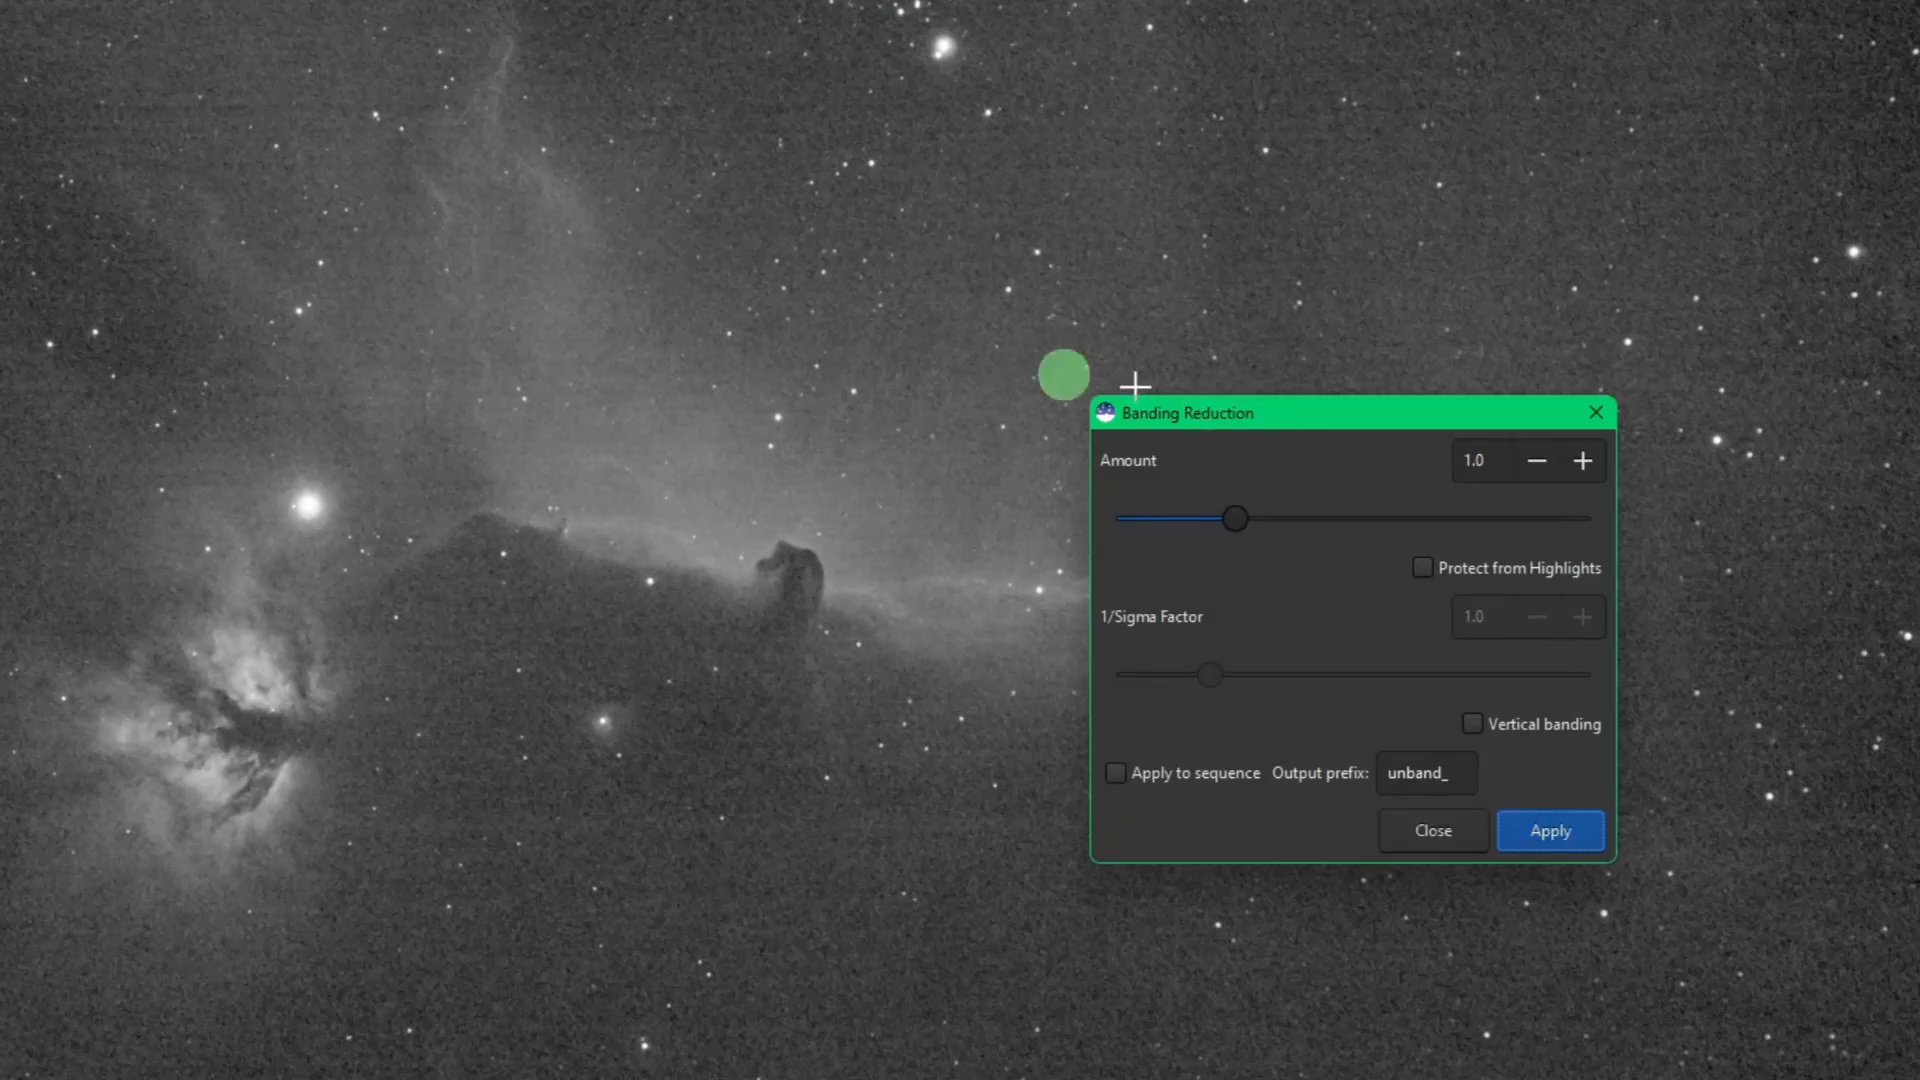 Banding Reduction
Amount 1.0
Protect from Highlights
1/Sigma Factor 1.0
Vertical banding
Apply to sequence Output prefix: unband_
Close Apply